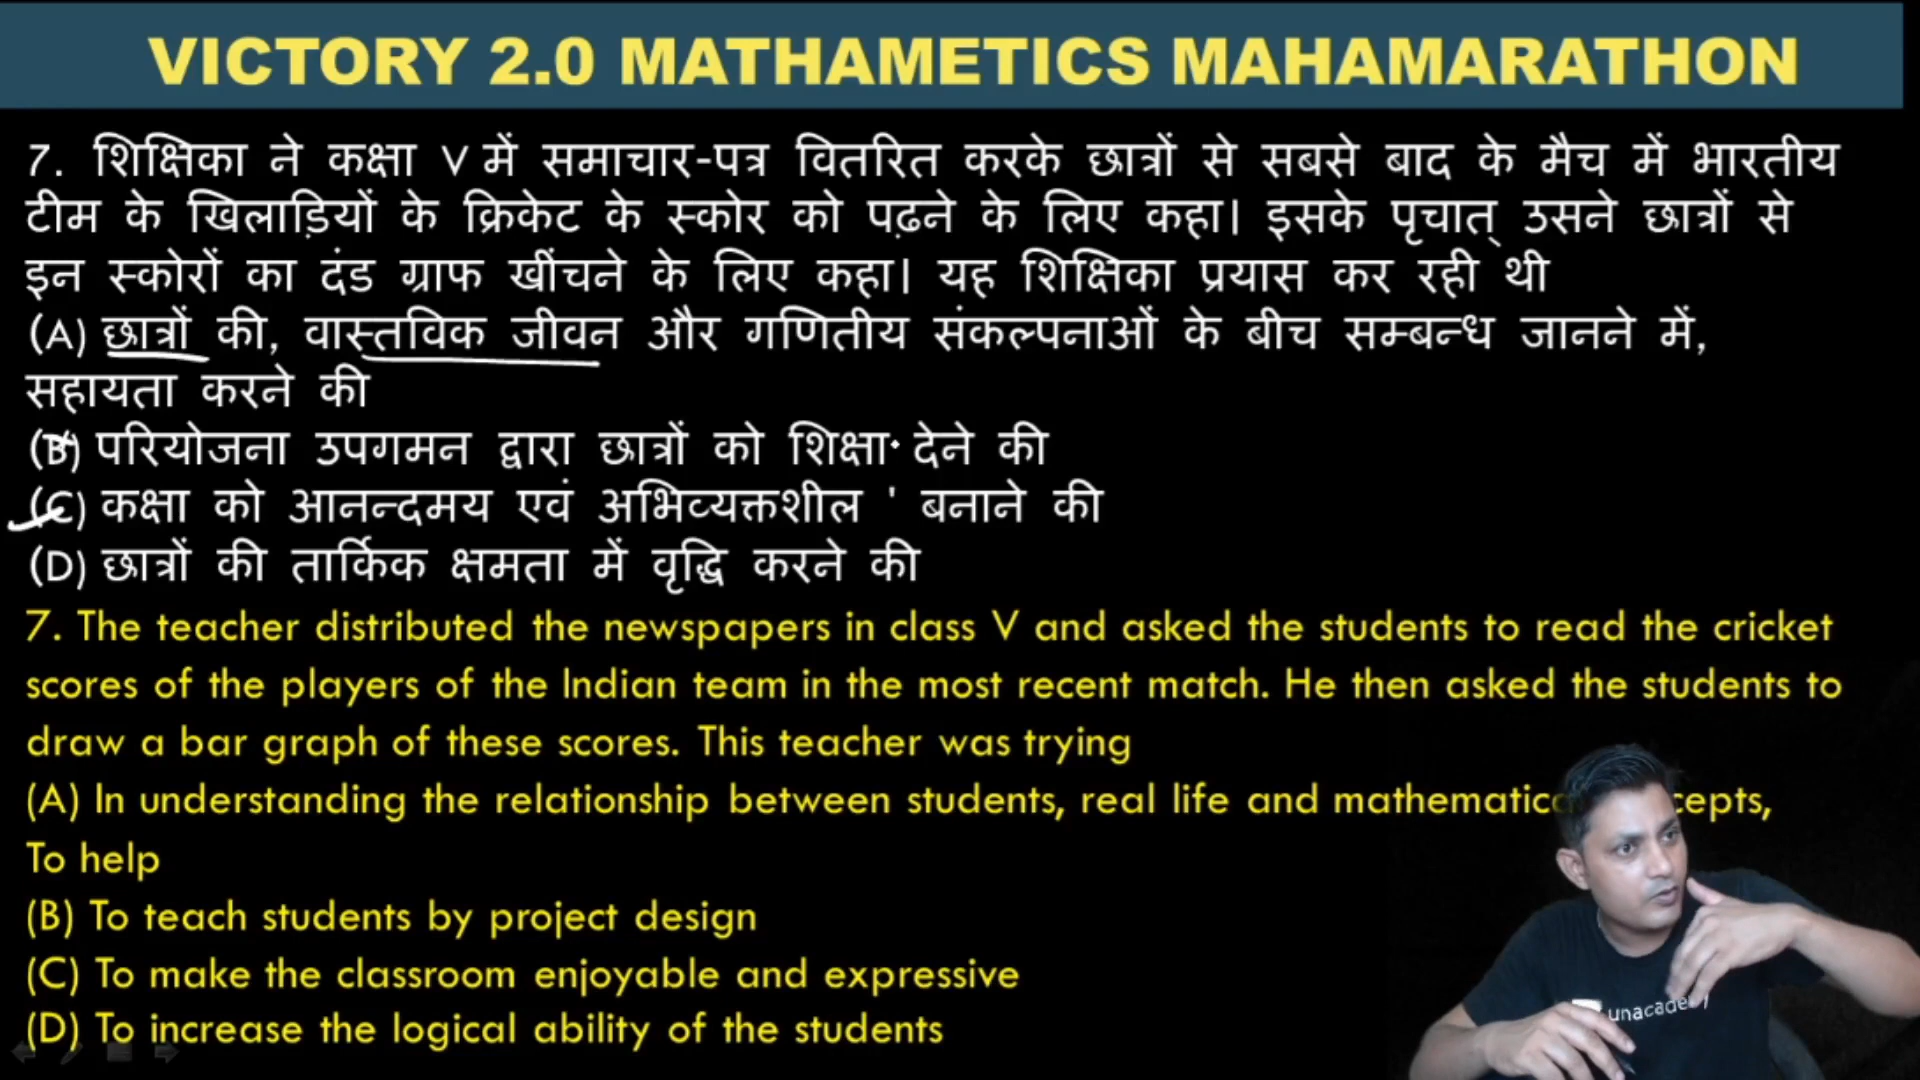 VICTORY 2.0 MATHAMETICS MAHAMARATHON
7. शिक्षिका ने कक्षा V में समाचार-पत्र वितरित करके छात्रों से सबसे बाद के मैच में भारतीय
टीम के खिलाड़ियों के क्रिकेट के स्कोर को पढ़ने के लिए कहा। इसके पृचात् उसने छात्रों से
इन स्कोरों का दंड ग्राफ खींचने के लिए कहा। यह शिक्षिका प्रयास कर रही थी
(A) छात्रों की, वास्तविक जीवन और गणितीय संकल्पनाओं के बीच सम्बन्ध जानने में,
सहायता करने की
(B) परियोजना उपगमन द्वारा छात्रों को शिक्षा· देने की
(C) कक्षा को आनन्दमय एवं अभिव्यक्तशील ' बनाने की
(D) छात्रों की तार्किक क्षमता में वृद्धि करने की
7. The teacher distributed the newspapers in class V and asked the students to read the cricket
scores of the players of the Indian team in the most recent match. He then asked the students to
draw a bar graph of these scores. This teacher was trying
(A) In understanding the relationship between students, real life and
To help
(B) To teach students by project design
(C) To make the classroom enjoyable and expressive
(D) To increase the logical ability of the students